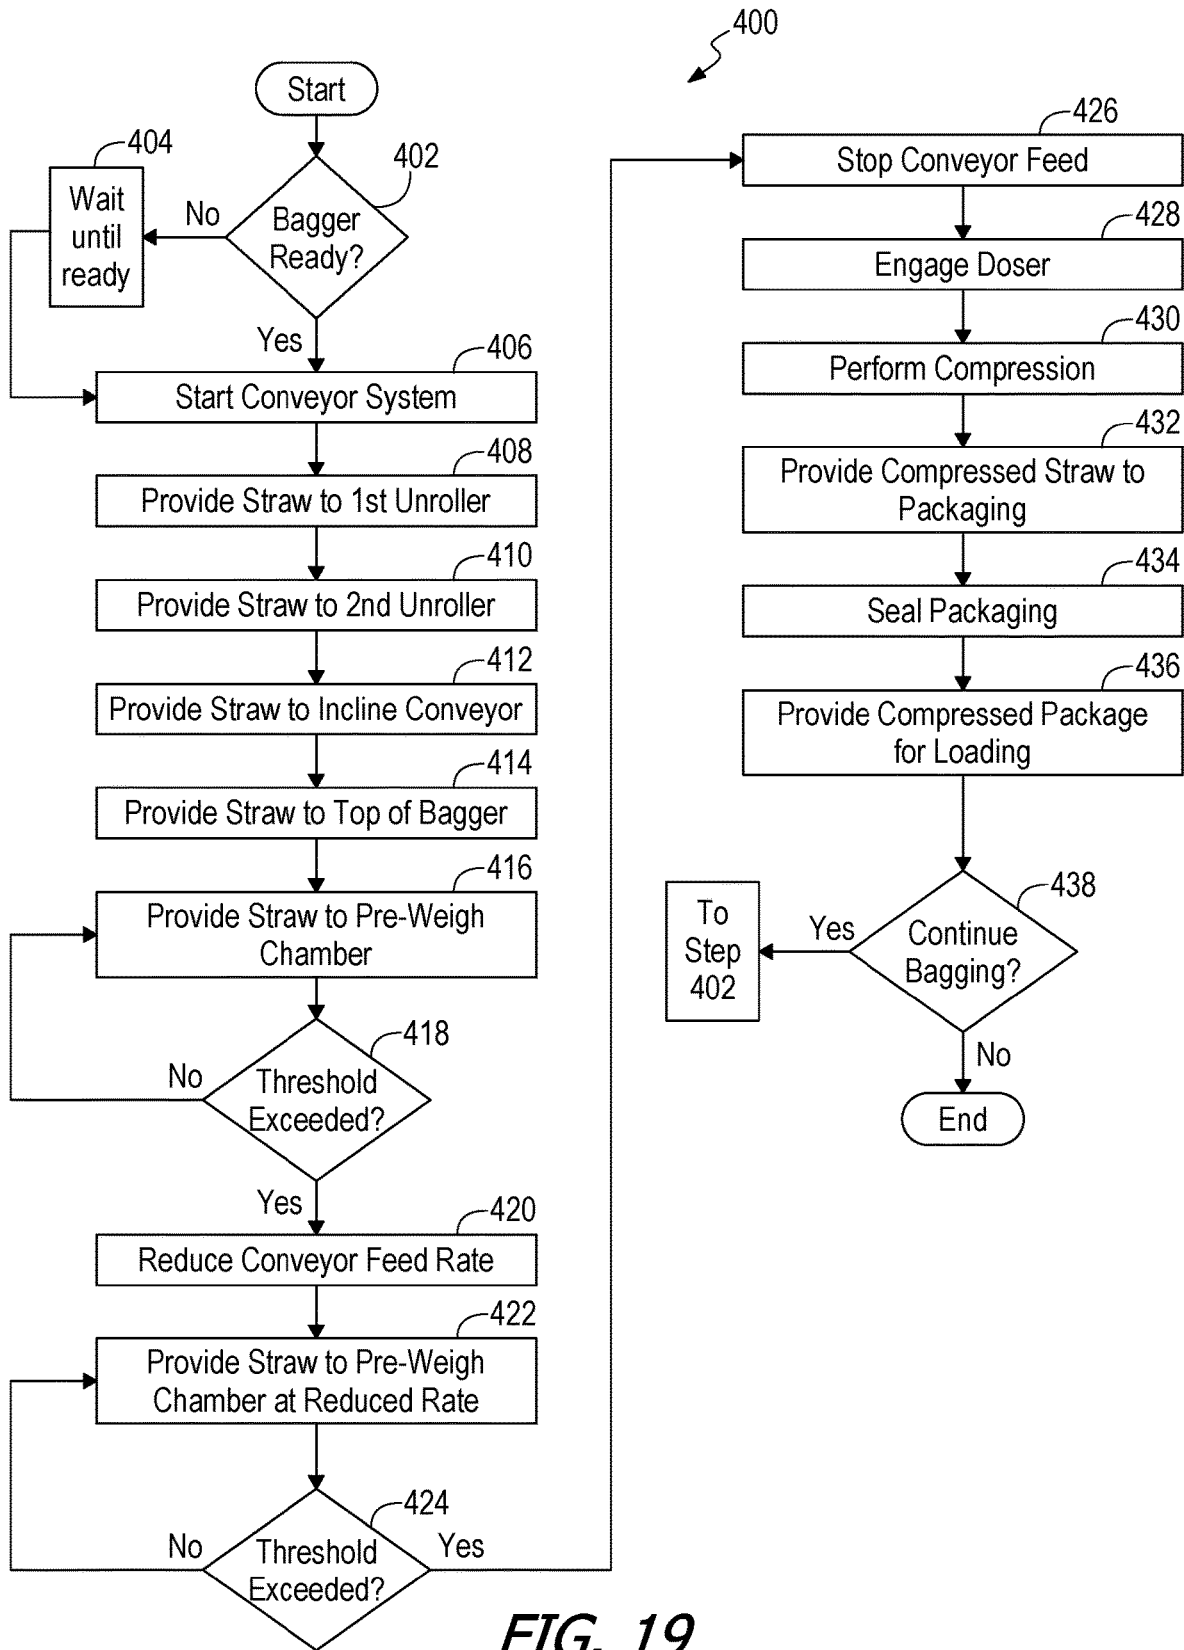 400
Start
404
402
Wait
until
ready
No
Bagger
Ready?
Yes
406
Start Conveyor System
408
Provide Straw to 1st Unroller
410
Provide Straw to 2nd Unroller
412
Provide Straw to Incline Conveyor
414
Provide Straw to Top of Bagger
416
Provide Straw to Pre-Weigh
Chamber
418
No
Threshold
Exceeded?
Yes
420
Reduce Conveyor Feed Rate
422
Provide Straw to Pre-Weigh
Chamber at Reduced Rate
424
No
Threshold
Exceeded?
Yes
426
Stop Conveyor Feed
428
Engage Doser
430
Perform Compression
432
Provide Compressed Straw to
Packaging
434
Seal Packaging
436
Provide Compressed Package
for Loading
438
To
Step
402
Yes
Continue
Bagging?
No
End
FIG. 19